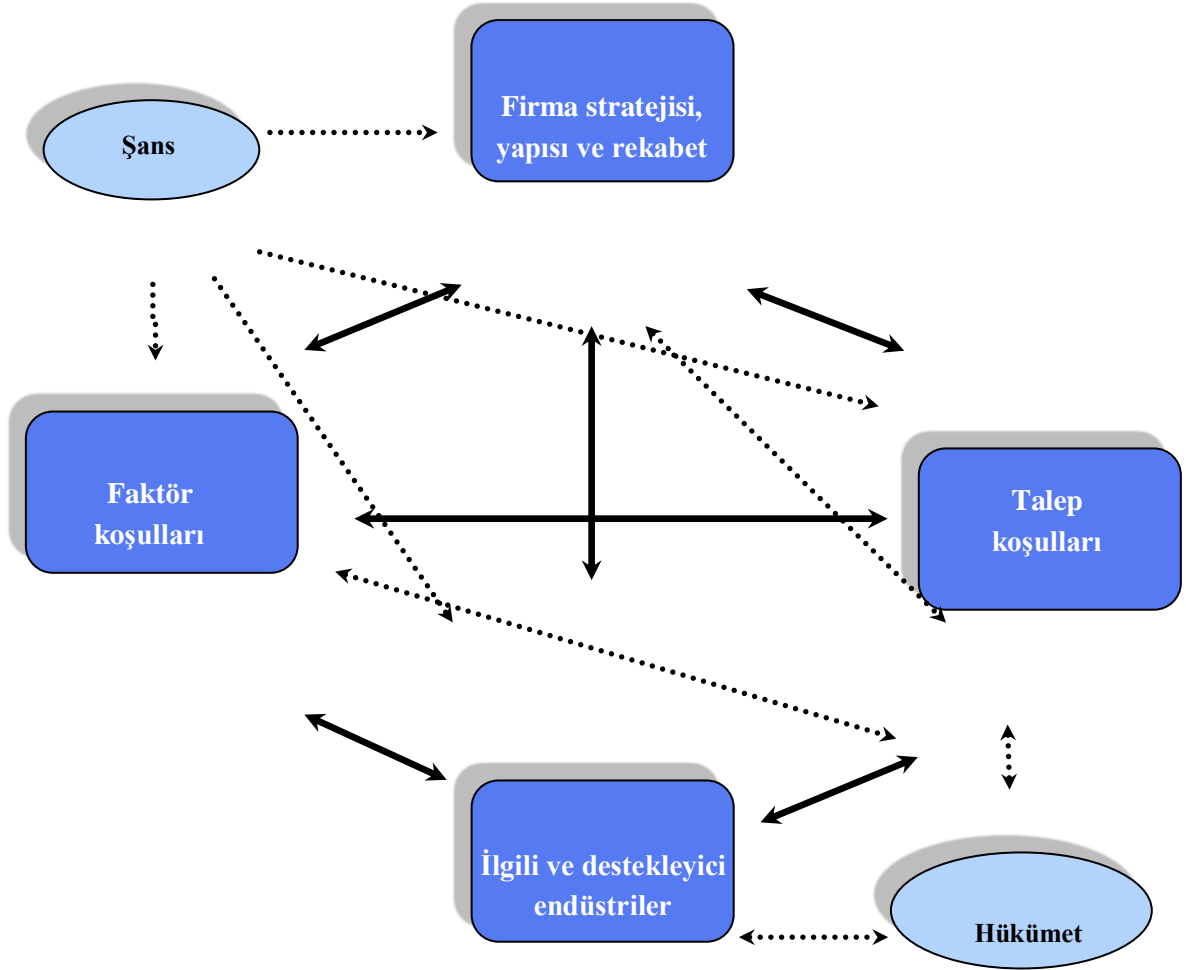 Firma stratejisi,
yapısı ve rekabet
Şans
Faktör
koşulları
Talep
koşulları
İlgili ve destekleyici
endüstriler
Hükümet